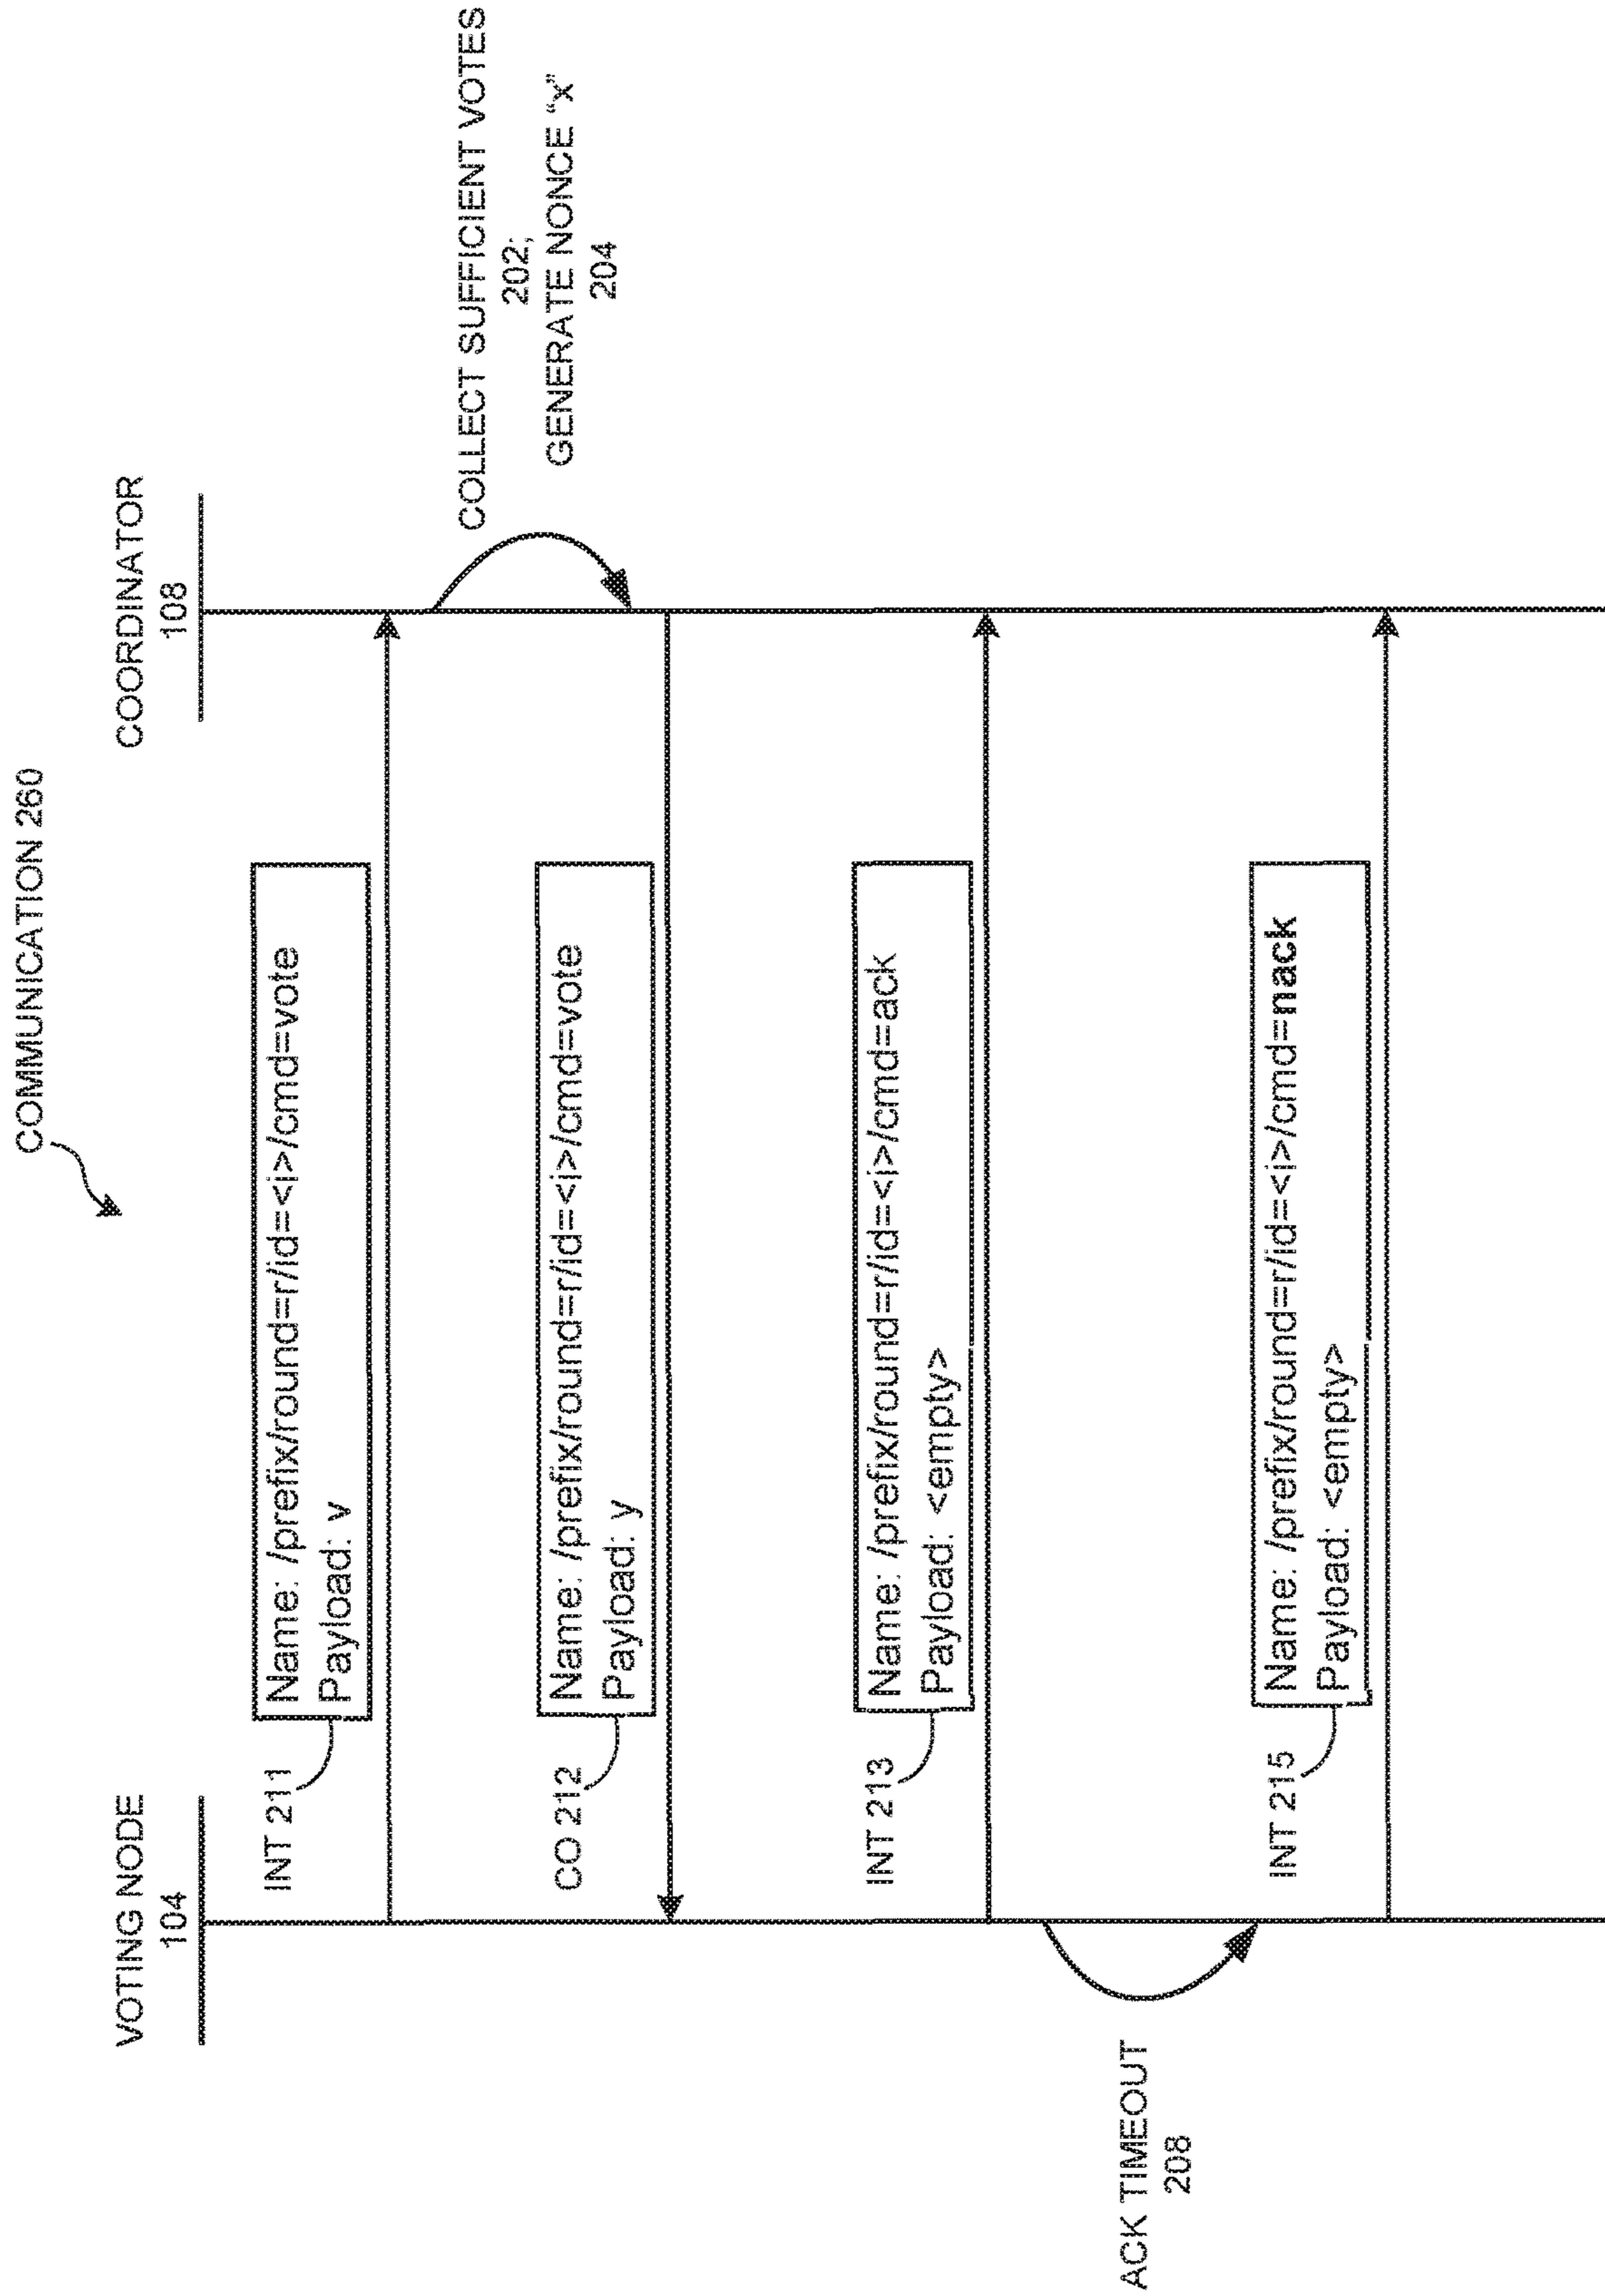 COMMUNICATION 260
VOTING NODE
104
COORDINATOR
108
INT 211
Name: /prefix/round=r/id=<i>/cmd=vote
Payload: v
COLLECT SUFFICIENT VOTES
202;
GENERATE NONCE "x"
204
CO 212
Name: /prefix/round=r/id=<i>/cmd=vote
Payload: y
INT 213
Name: /prefix/round=r/id=<i>/cmd=ack
Payload: <empty>
ACK TIMEOUT
208
INT 215
Name: /prefix/round=r/id=<i>/cmd=nack
Payload: <empty>